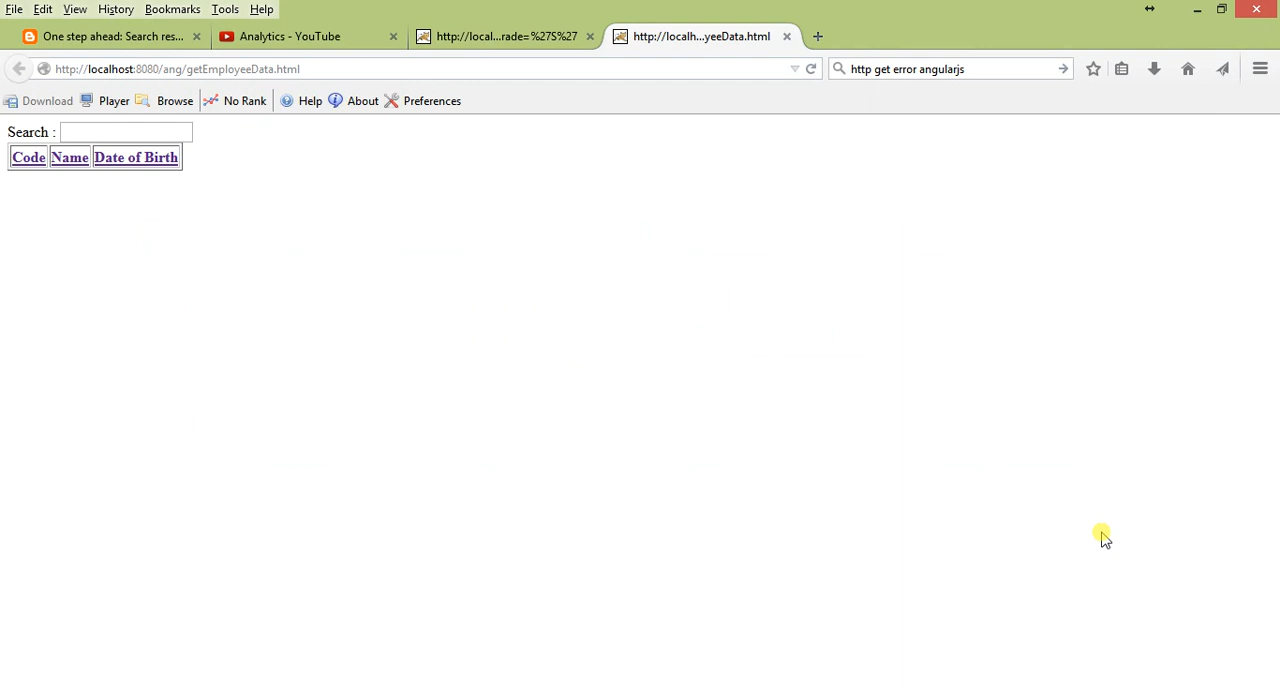 File Edit View History Bookmarks Tools Help
One step ahead: Search res... Analytics - YouTube http://local...rade=%27S%27 http://localh...yeeData.html
http://localhost:8080/ang/getEmployeeData.html http get error angularjs
Download Player Browse No Rank Help About Preferences
Search :
Code Name Date of Birth